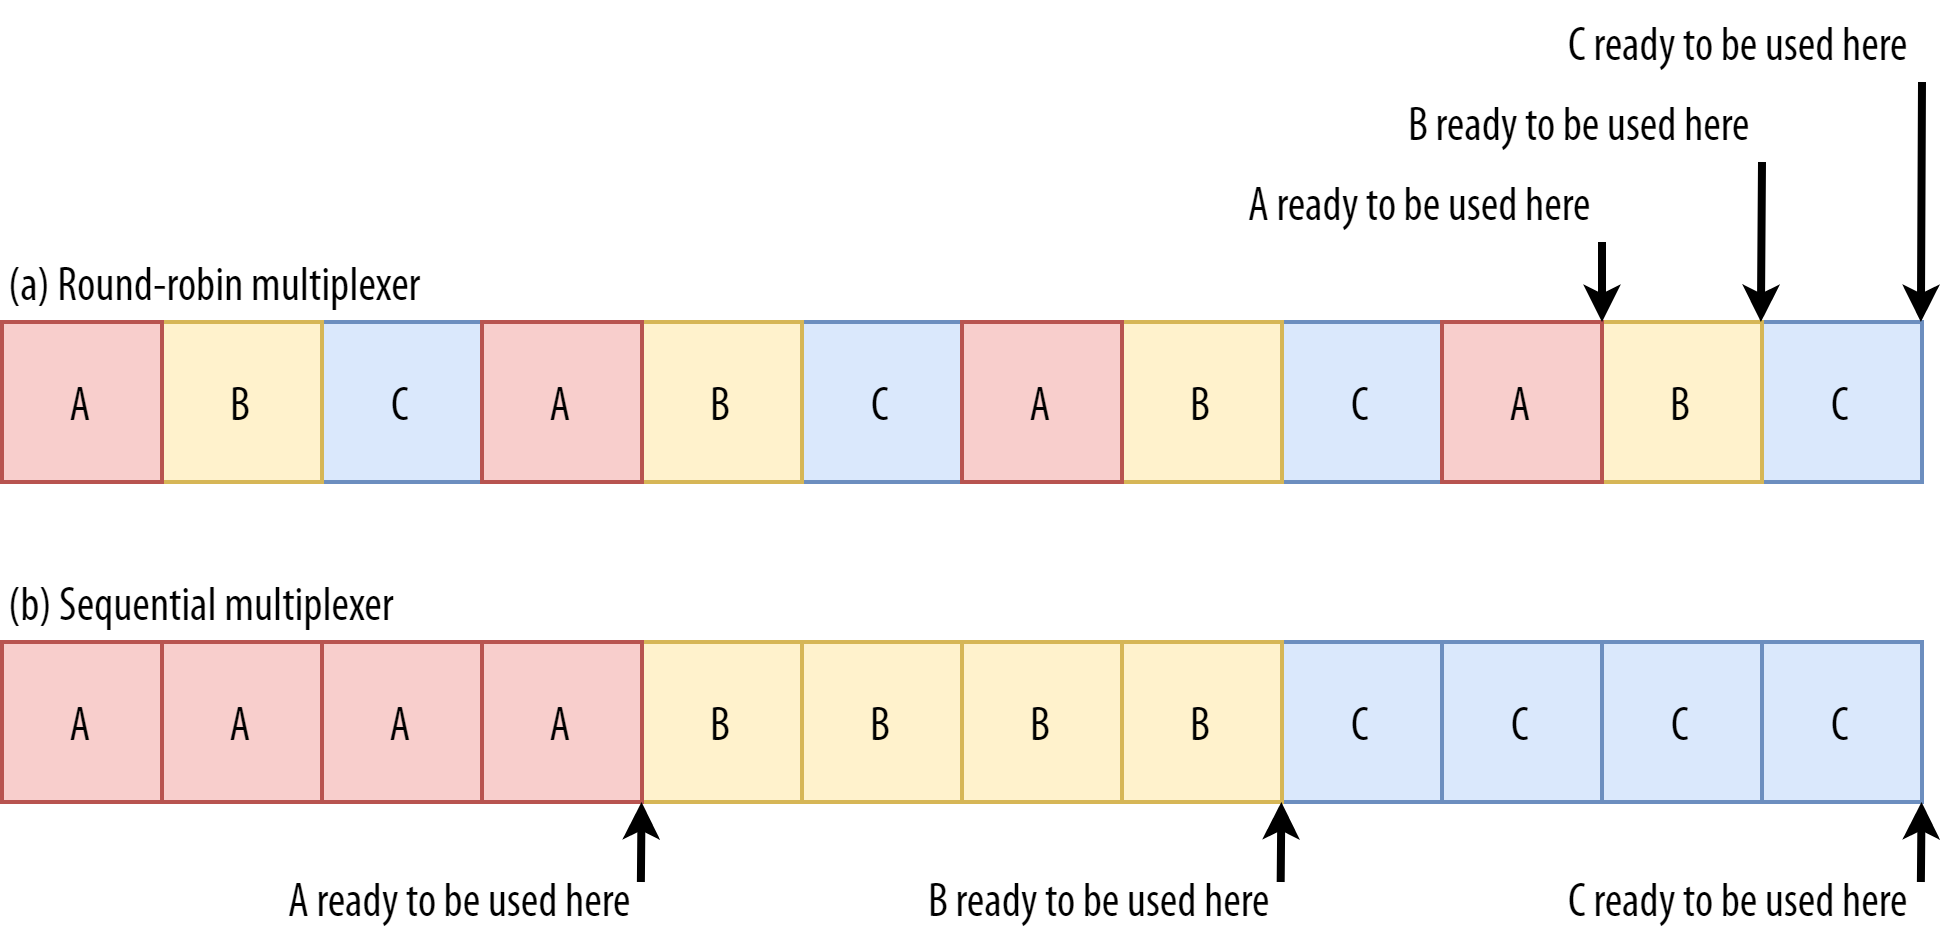 C ready to be used here
B ready to be used here
A ready to be used here
(a) Round-robin multiplexer
A B C A B C A B C A B C
(b) Sequential multiplexer
A A A A B B B B C C C C
A ready to be used here B ready to be used here C ready to be used here